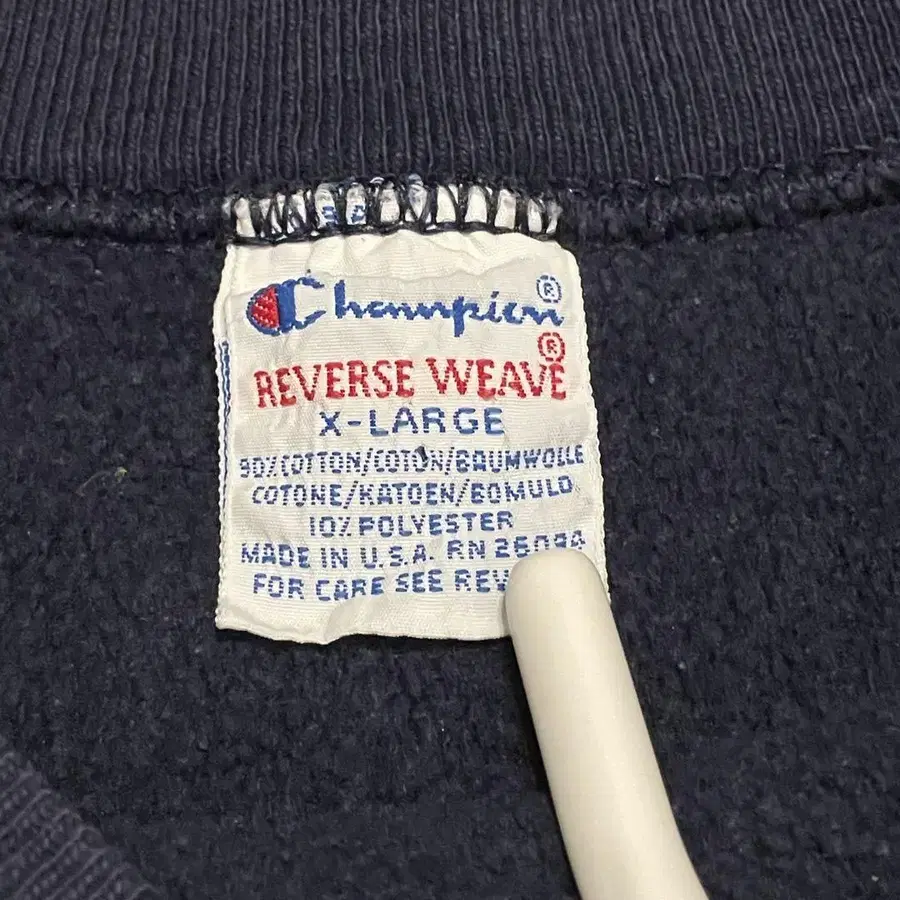 Champion®
REVERSE WEAVE®
X-LARGE
90% COTTON/COTON/BAUMWOLLE
COTONE/KATOEN/BOMULD
10% POLYESTER
MADE IN U.S.A. RN 26094
FOR CARE SEE REV